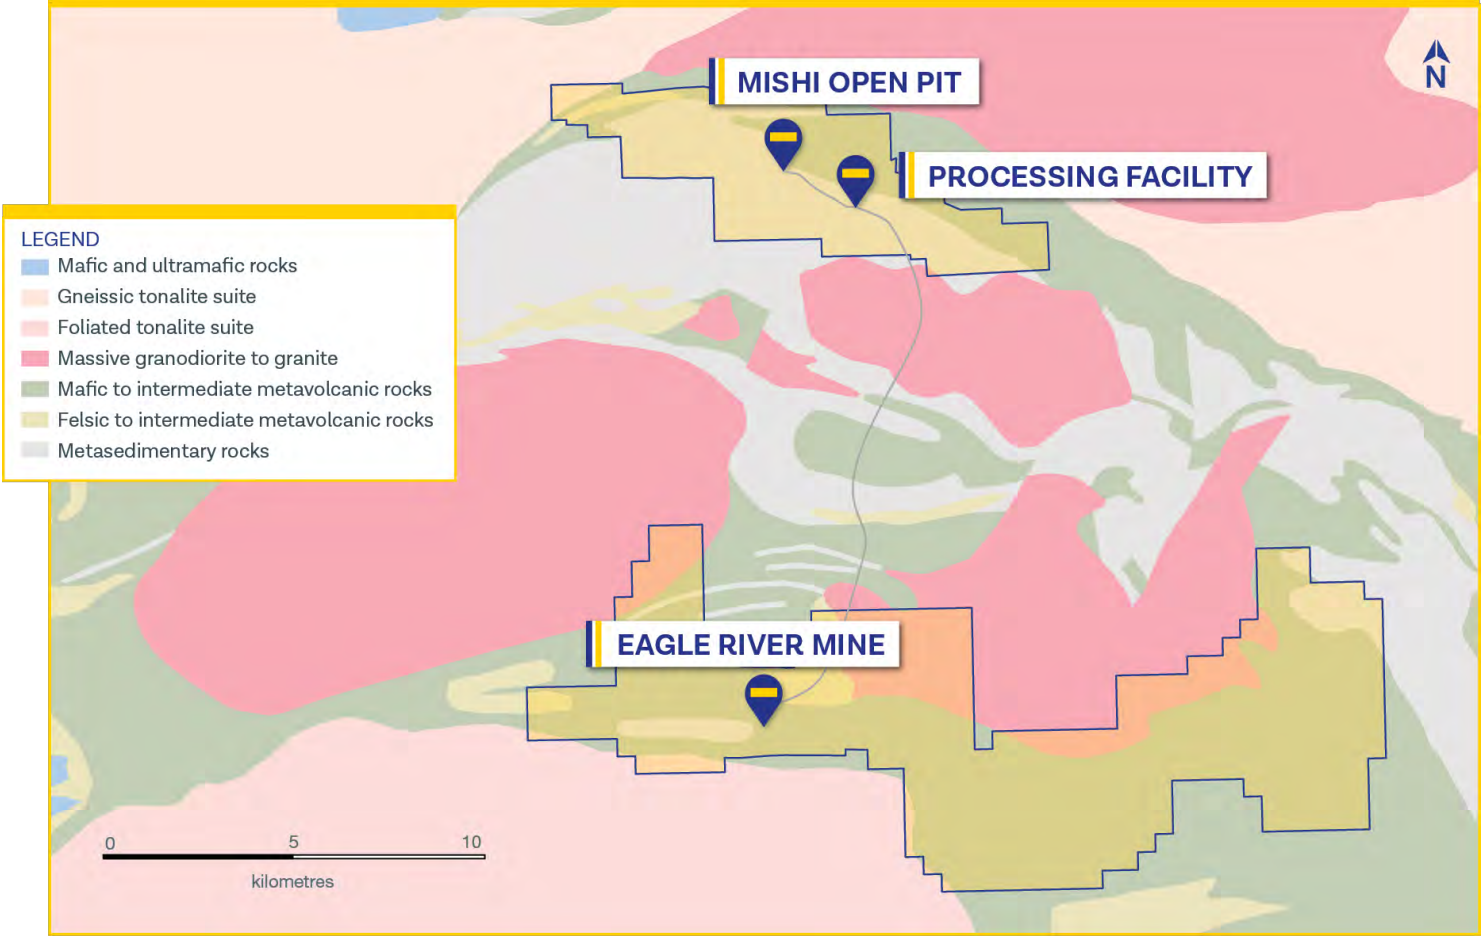 MISHI OPEN PIT
N
PROCESSING FACILITY
LEGEND
Mafic and ultramafic rocks
Gneissic tonalite suite
Foliated tonalite suite
Massive granodiorite to granite
Mafic to intermediate metavolcanic rocks
Felsic to intermediate metavolcanic rocks
Metasedimentary rocks
EAGLE RIVER MINE
0 5 10
kilometres